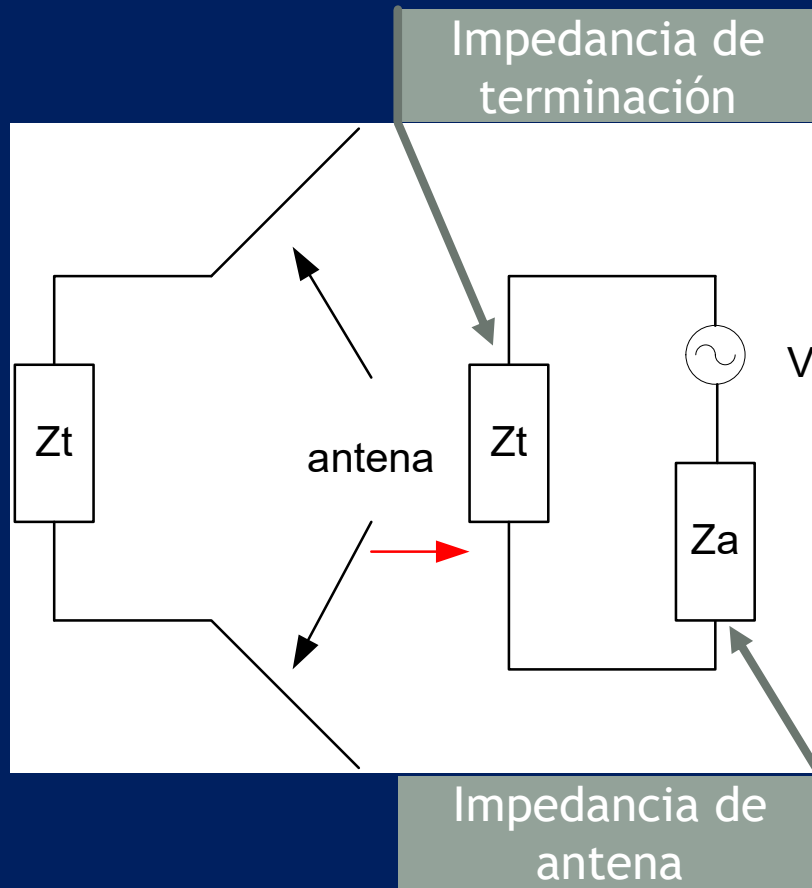 Impedancia de
terminación
Zt
antena
Zt
V
Za
Impedancia de
antena